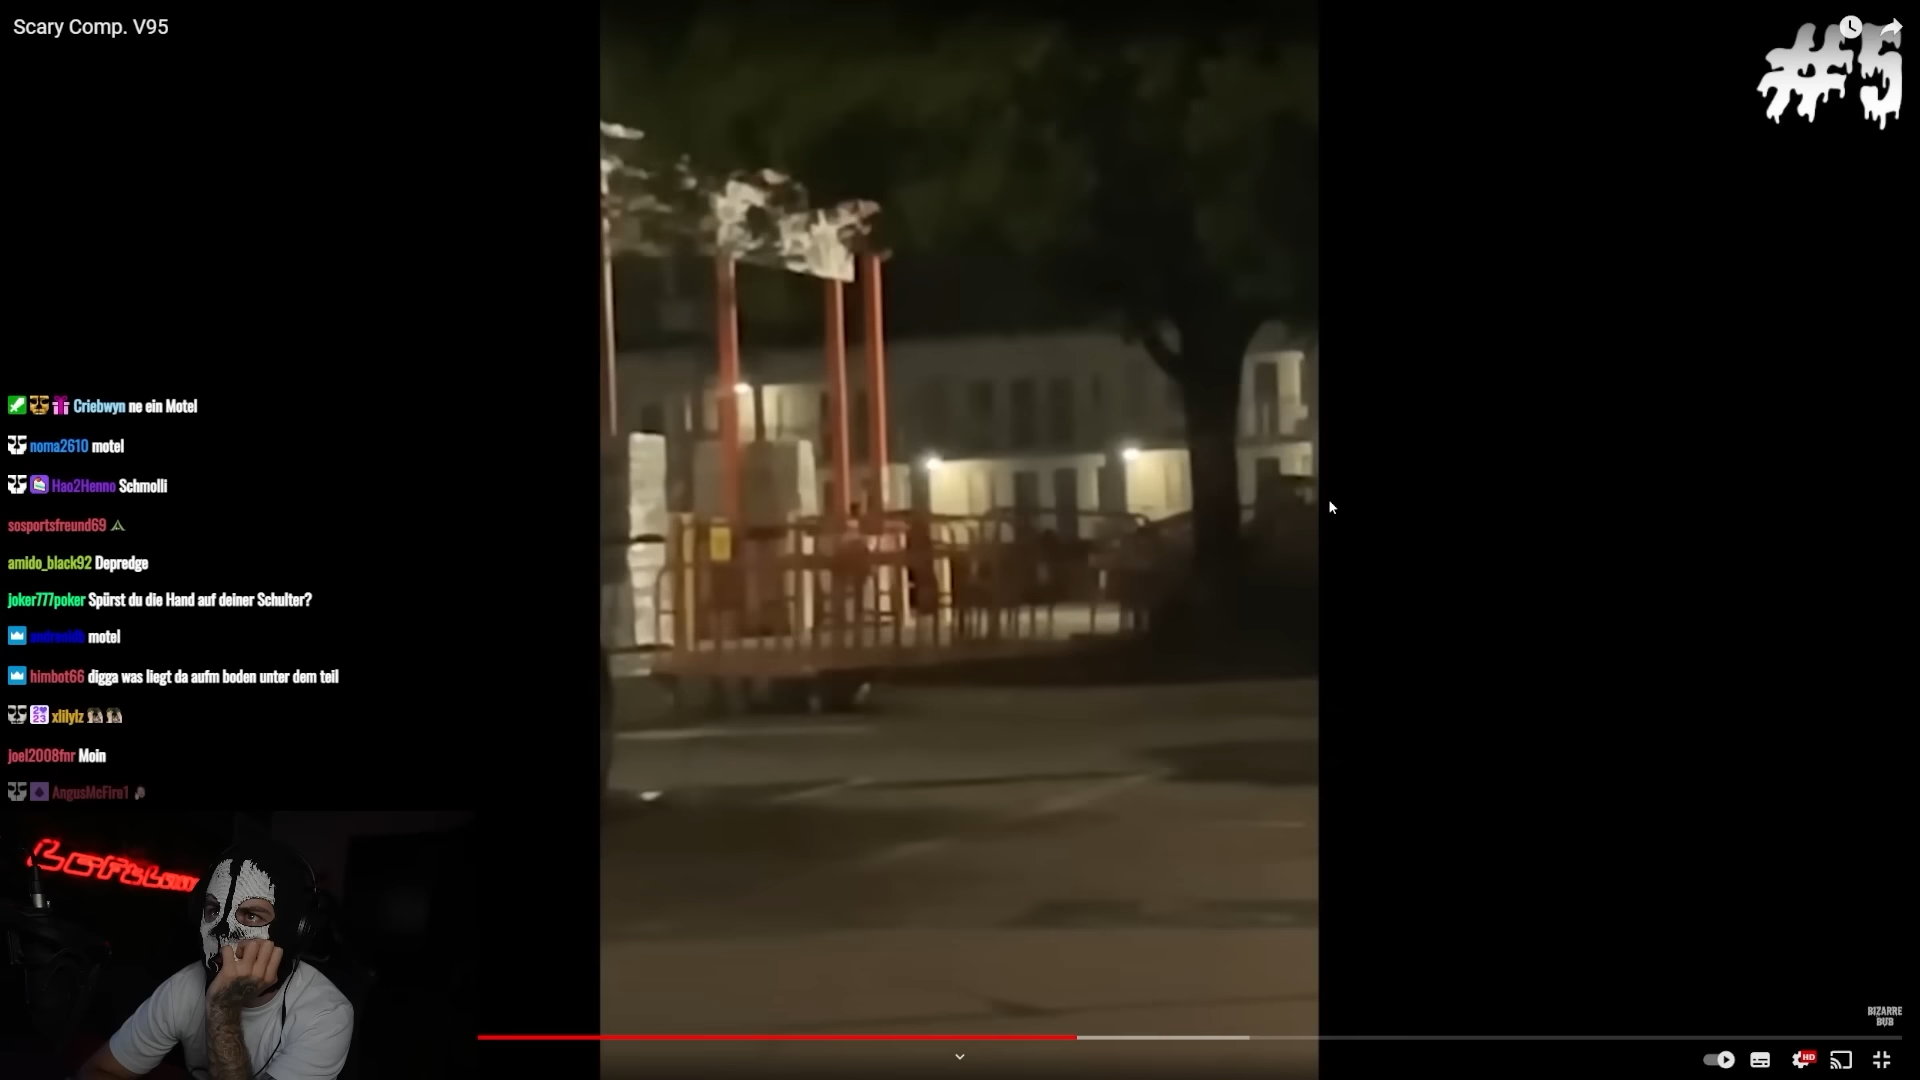 Scary Comp. V95
#5
Criebwyn ne ein Motel
noma2610 motel
Hao2Henno Schmolli
sosportsfreund69
amido_black92 Depredge
joker777poker Spürst du die Hand auf deiner Schulter?
motel
himbot66 digga was liegt da aufm boden unter dem teil
xlilylz
joel2008fnr Moin
AngusMcFire1
BIZARRE
BUB
HD